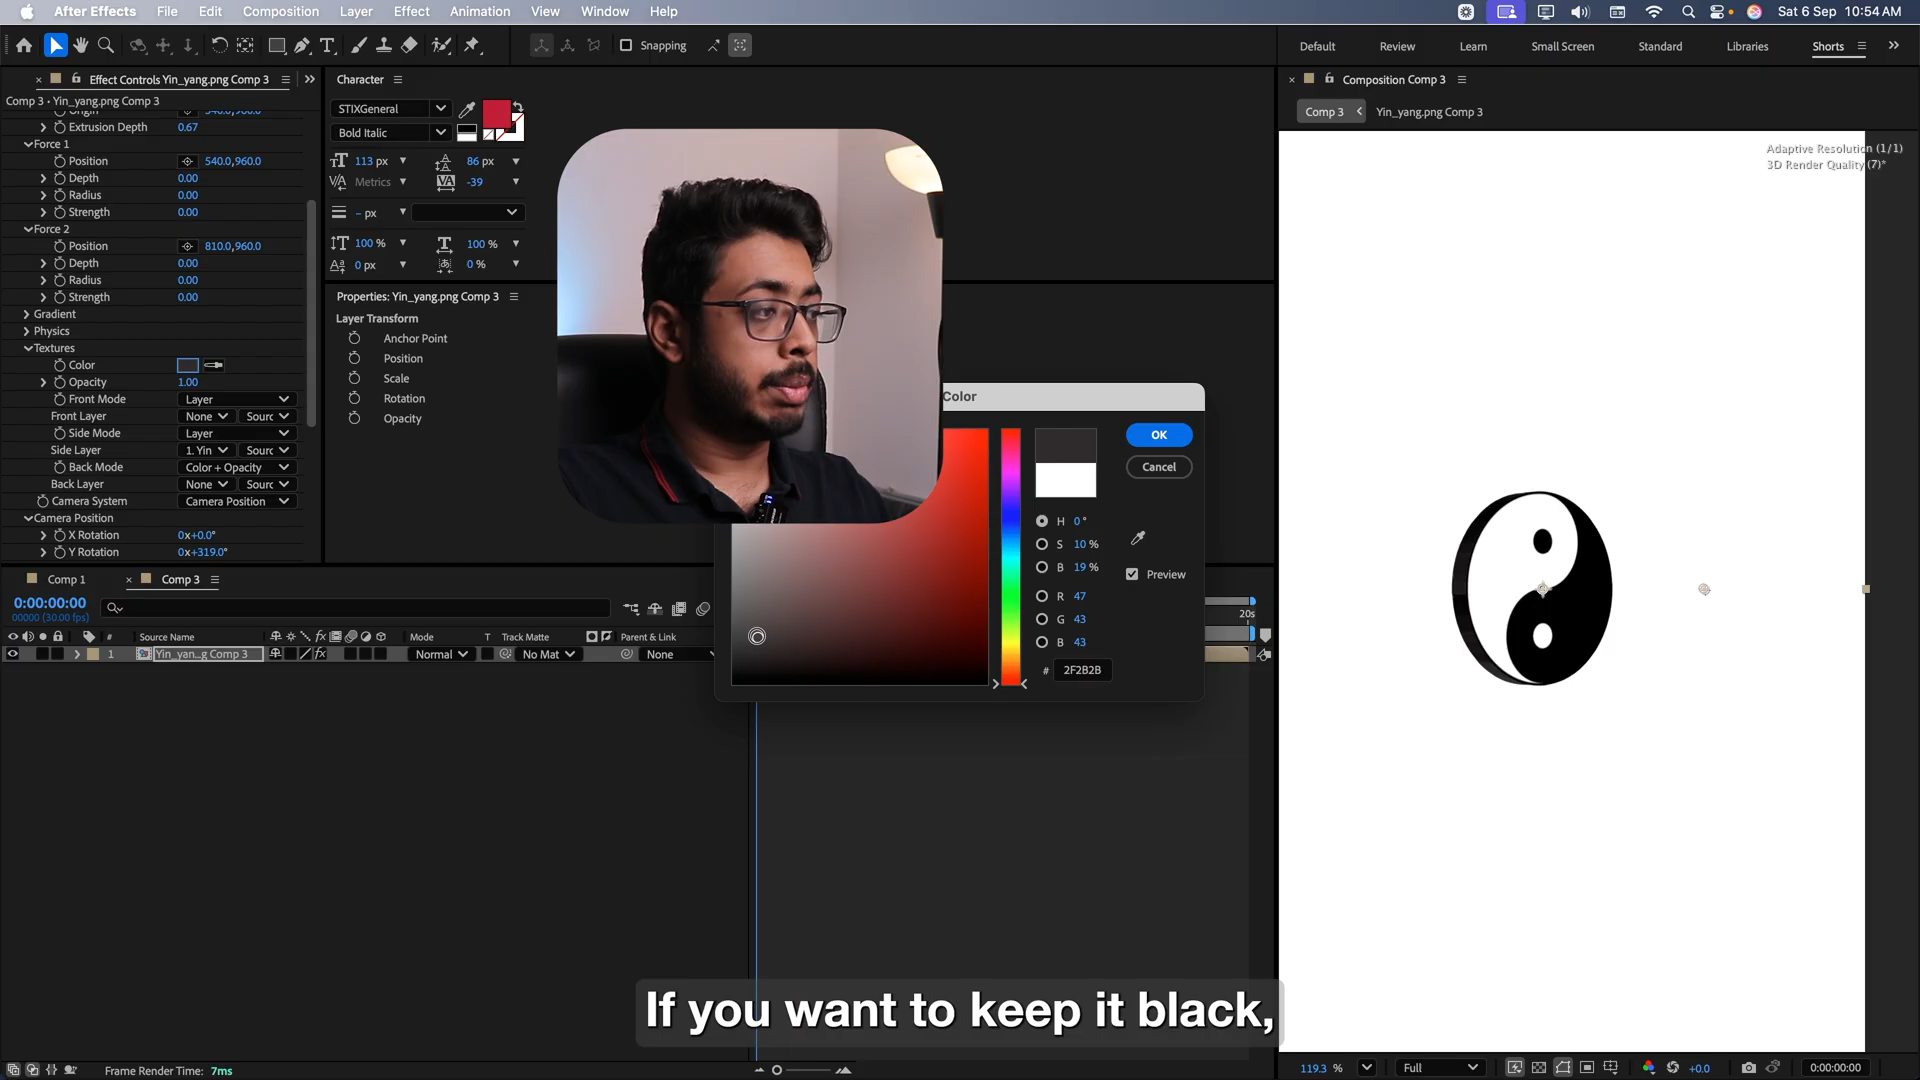 After Effects File Edit Composition Layer Effect Animation View Window Help Sat 6 Sep 10:54 AM
Snapping Default Review Learn Small Screen Standard Libraries Shorts
Effect Controls Yin_yang.png Comp 3
Comp 3 • Yin_yang.png Comp 3
Origin 540.0,960.0
Extrusion Depth 0.67
Force 1
Position 540.0,960.0
Depth 0.00
Radius 0.00
Strength 0.00
Force 2
Position 810.0,960.0
Depth 0.00
Radius 0.00
Strength 0.00
Gradient
Physics
Textures
Color
Opacity 1.00
Front Mode Layer
Front Layer None Sourc
Side Mode Layer
Side Layer 1. Yin Sourc
Back Mode Color + Opacity
Back Layer None Sourc
Camera System Camera Position
Camera Position
X Rotation 0x+0.0°
Y Rotation 0x+319.0°
Character
STIXGeneral
Bold Italic
113 px 86 px
Metrics -39
– px
100 % 100 %
0 px 0 %
Properties: Yin_yang.png Comp 3
Layer Transform
Anchor Point
Position
Scale
Rotation
Opacity
Color
OK
Cancel
H 0 °
S 10 %
B 19 %
Preview
R 47
G 43
B 43
# 2F2B2B
Composition Comp 3
Comp 3 Yin_yang.png Comp 3
Adaptive Resolution (1/1)
3D Render Quality (7)*
Comp 1 Comp 3
0:00:00:00
00000 (30.00 fps)
20s
# Source Name Mode T Track Matte Parent & Link
1 Yin_yan...g Comp 3 Normal No Mat None
If you want to keep it black,
Frame Render Time: 7ms
119.3 % Full +0.0 0:00:00:00